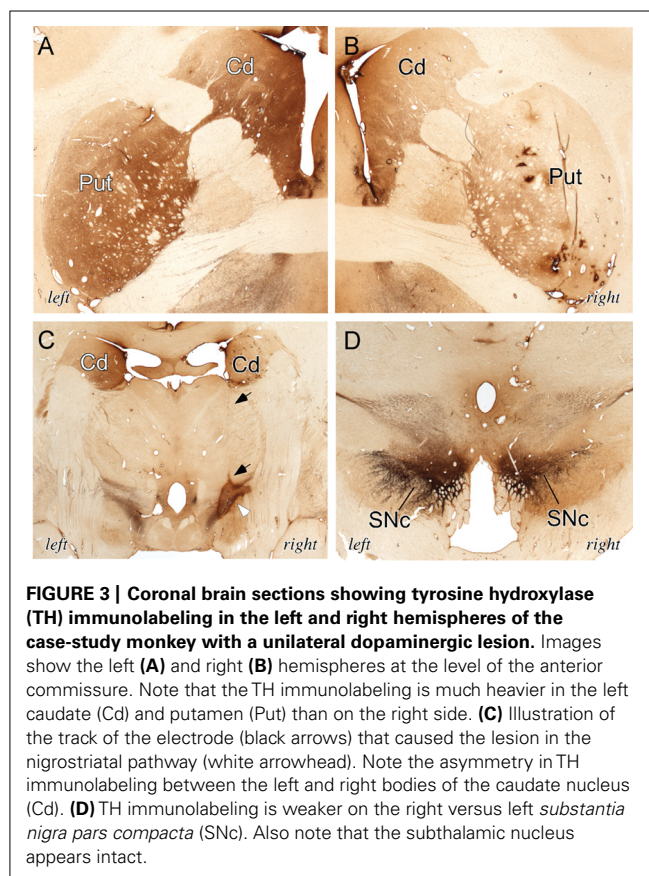 A
B
Cd
Cd
Put
Put
left
right
C
D
Cd
Cd
SNc
SNc
left
right
left
right
FIGURE 3 | Coronal brain sections showing tyrosine hydroxylase
(TH) immunolabeling in the left and right hemispheres of the
case-study monkey with a unilateral dopaminergic lesion. Images
show the left (A) and right (B) hemispheres at the level of the anterior
commissure. Note that the TH immunolabeling is much heavier in the left
caudate (Cd) and putamen (Put) than on the right side. (C) Illustration of
the track of the electrode (black arrows) that caused the lesion in the
nigrostriatal pathway (white arrowhead). Note the asymmetry in TH
immunolabeling between the left and right bodies of the caudate nucleus
(Cd). (D) TH immunolabeling is weaker on the right versus left substantia
nigra pars compacta (SNc). Also note that the subthalamic nucleus
appears intact.